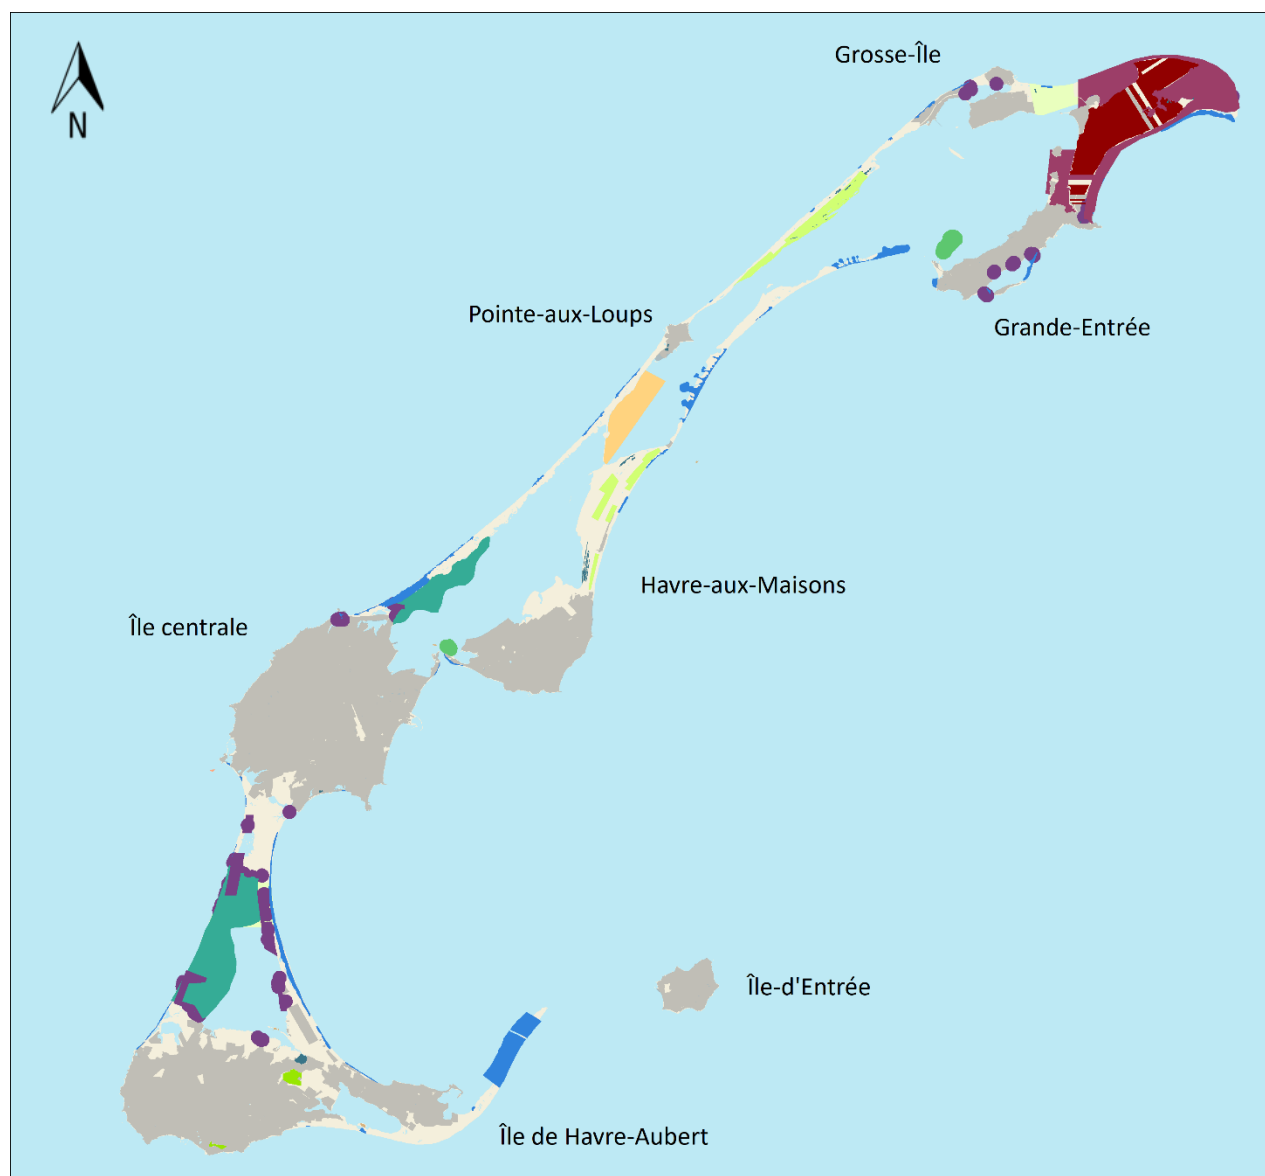 Grosse-Île
N
Pointe-aux-Loups
Grande-Entrée
Havre-aux-Maisons
Île centrale
Île-d'Entrée
Île de Havre-Aubert